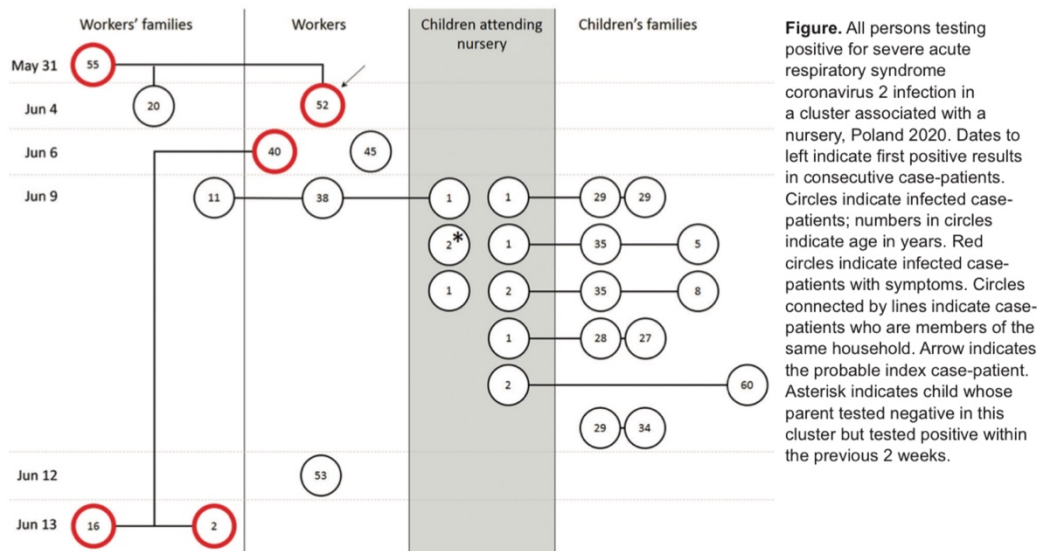 Workers' families Workers Children attending Children's families
nursery
May 31 55
Jun 4 20 52
Jun 6 40 45
Jun 9 11 38 1 1 29 29
2* 1 35 5
1 2 35 8
1 28 27
2 60
29 34
Jun 12 53
Jun 13 16 2
Figure. All persons testing
positive for severe acute
respiratory syndrome
coronavirus 2 infection in
a cluster associated with a
nursery, Poland 2020. Dates to
left indicate first positive results
in consecutive case-patients.
Circles indicate infected case-
patients; numbers in circles
indicate age in years. Red
circles indicate infected case-
patients with symptoms. Circles
connected by lines indicate case-
patients who are members of the
same household. Arrow indicates
the probable index case-patient.
Asterisk indicates child whose
parent tested negative in this
cluster but tested positive within
the previous 2 weeks.